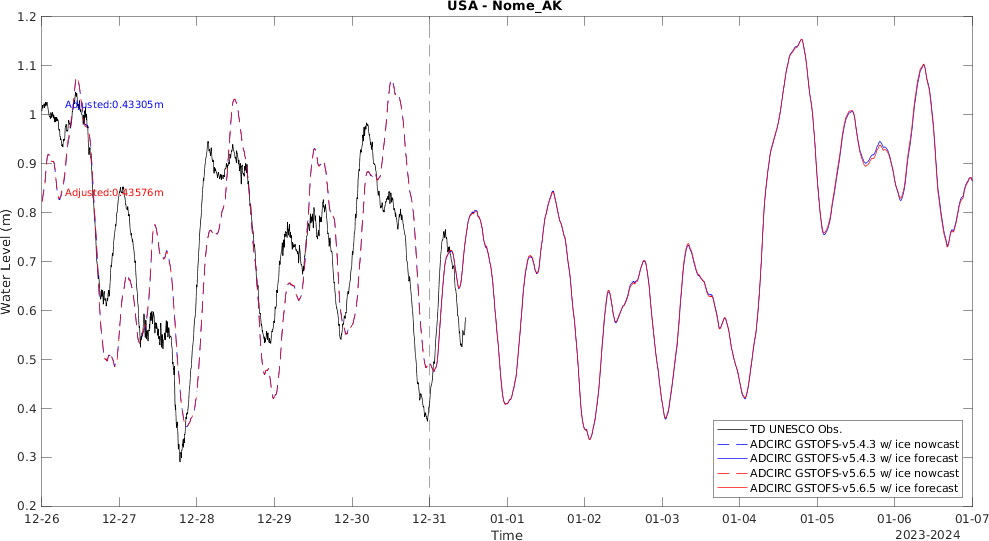 USA - Nome_AK
1.2
1.1
1
0.9
0.8
0.7
0.6
0.5
0.4
0.3
0.2
Water Level (m)
Adjusted:0.43305m
Adjusted:0.43576m
TD UNESCO Obs.
ADCIRC GSTOFS-v5.4.3 w/ ice nowcast
ADCIRC GSTOFS-v5.4.3 w/ ice forecast
ADCIRC GSTOFS-v5.6.5 w/ ice nowcast
ADCIRC GSTOFS-v5.6.5 w/ ice forecast
12-26 12-27 12-28 12-29 12-30 12-31 01-01 01-02 01-03 01-04 01-05 01-06 01-07
Time
2023-2024